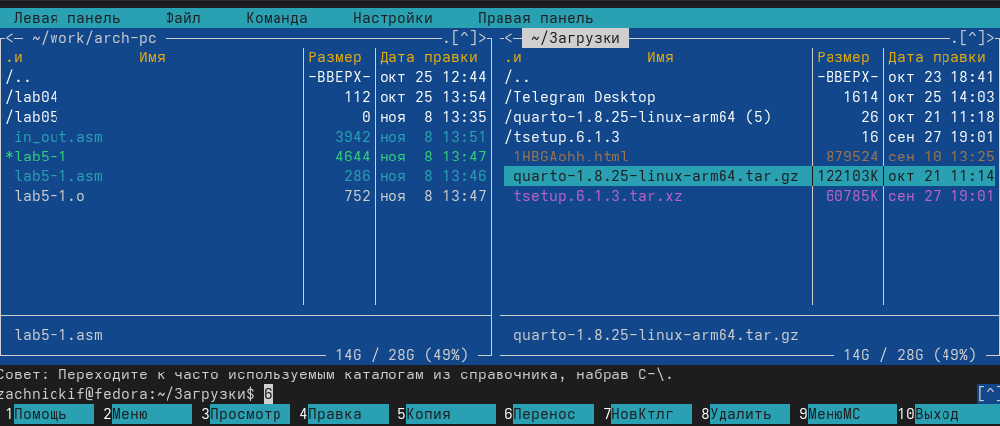 Левая панель Файл Команда Настройки Правая панель
<— ~/work/arch-pc .[^]> <— ~/Загрузки .[^]>
.и Имя Размер Дата правки .и Имя Размер Дата правки
/.. -ВВЕРХ- окт 25 12:44 /.. -ВВЕРХ- окт 23 18:41
/lab04 112 окт 25 13:54 /Telegram Desktop 1614 окт 25 14:03
/lab05 0 ноя 8 13:35 /quarto-1.8.25-linux-arm64 (5) 26 окт 21 11:18
in_out.asm 3942 ноя 8 13:51 /tsetup.6.1.3 16 сен 27 19:01
*lab5-1 4644 ноя 8 13:47 1HBGAohh.html 879524 сен 10 13:25
lab5-1.asm 286 ноя 8 13:46 quarto-1.8.25-linux-arm64.tar.gz 122103K окт 21 11:14
lab5-1.o 752 ноя 8 13:47 tsetup.6.1.3.tar.xz 60785K сен 27 19:01
lab5-1.asm quarto-1.8.25-linux-arm64.tar.gz
14G / 28G (49%) 14G / 28G (49%)
Совет: Переходите к часто используемым каталогам из справочника, набрав C-\.
zachnickif@fedora:~/Загрузки$ 6 [^]
1Помощь 2Меню 3Просмотр 4Правка 5Копия 6Перенос 7НовКтлг 8Удалить 9МенюМС 10Выход